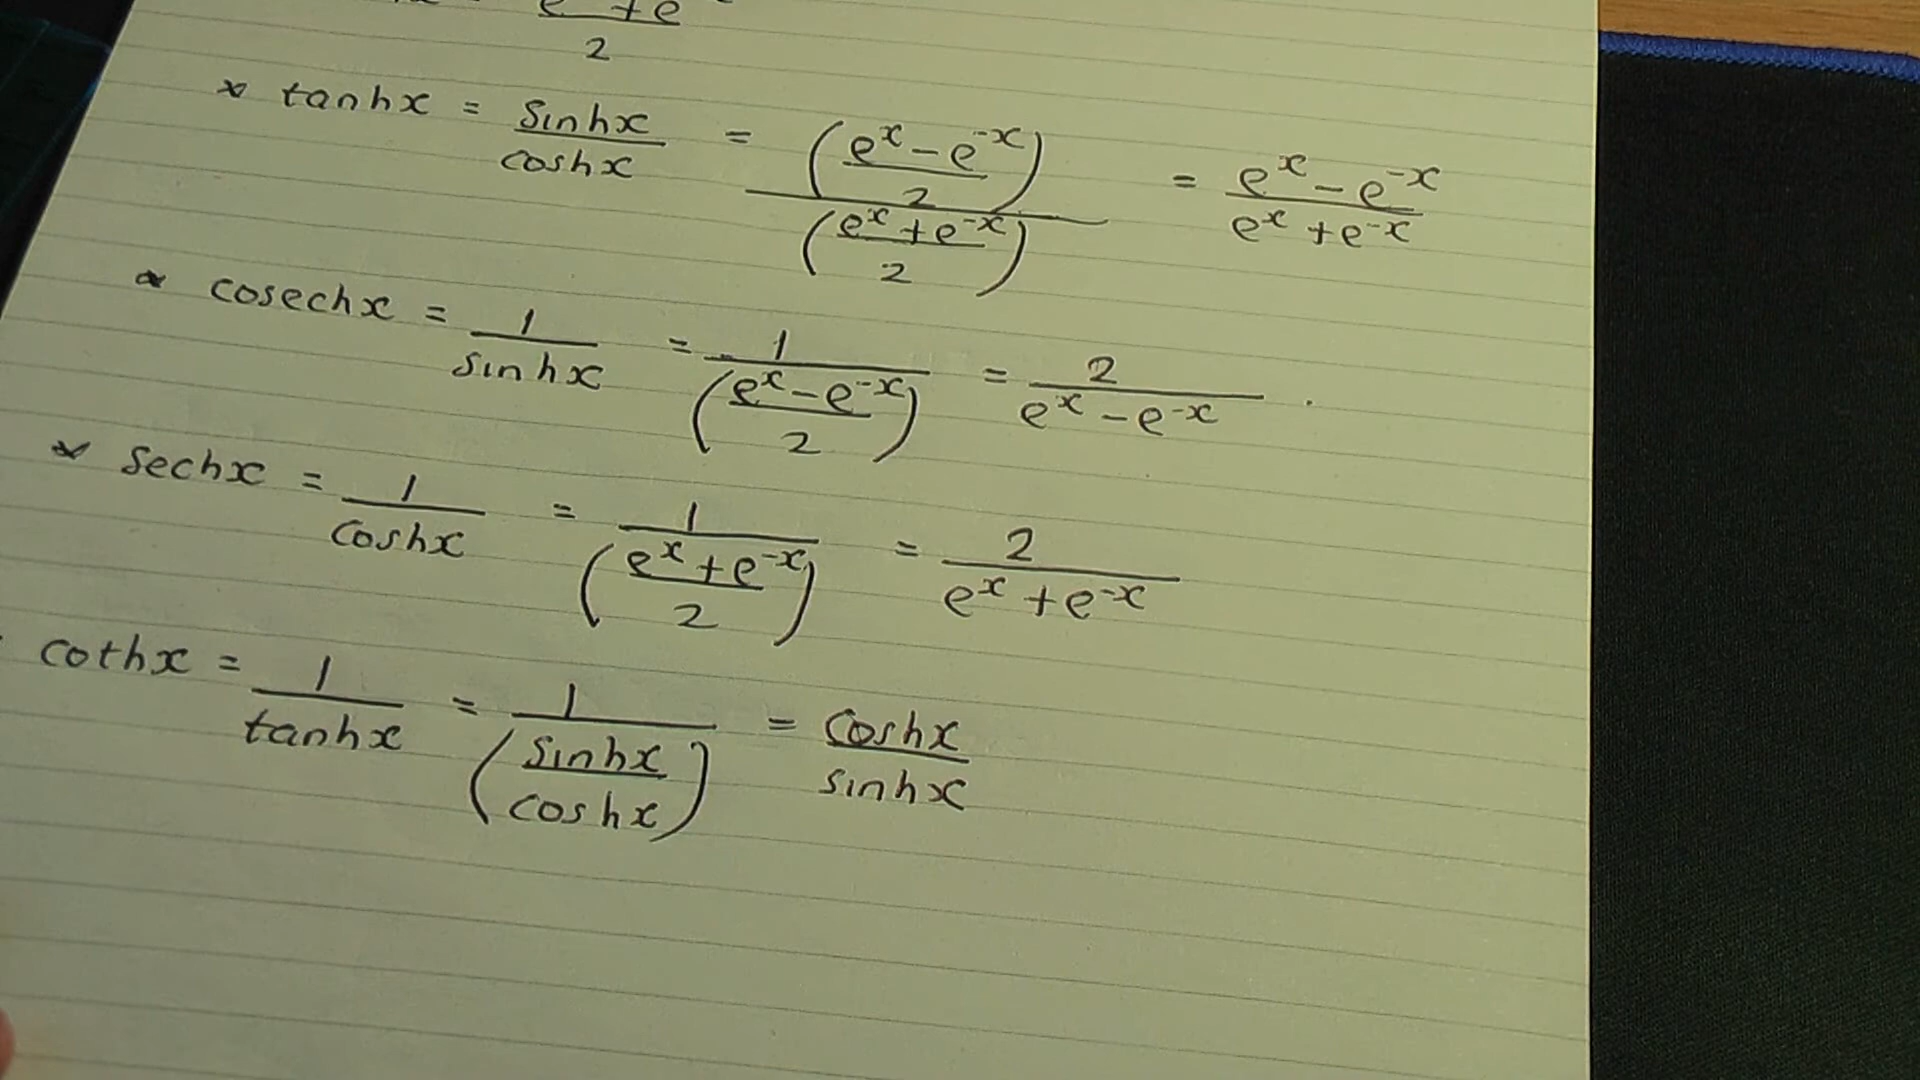 e + e
2
* tanhx = sinhx/coshx = ((e^x - e^-x)/2)/((e^x + e^-x)/2) = (e^x - e^-x)/(e^x + e^-x)
* cosechx = 1/sinhx = 1/((e^x - e^-x)/2) = 2/(e^x - e^-x) .
* sechx = 1/coshx = 1/((e^x + e^-x)/2) = 2/(e^x + e^-x)
cothx = 1/tanhx = 1/(sinhx/coshx) = coshx/sinhx